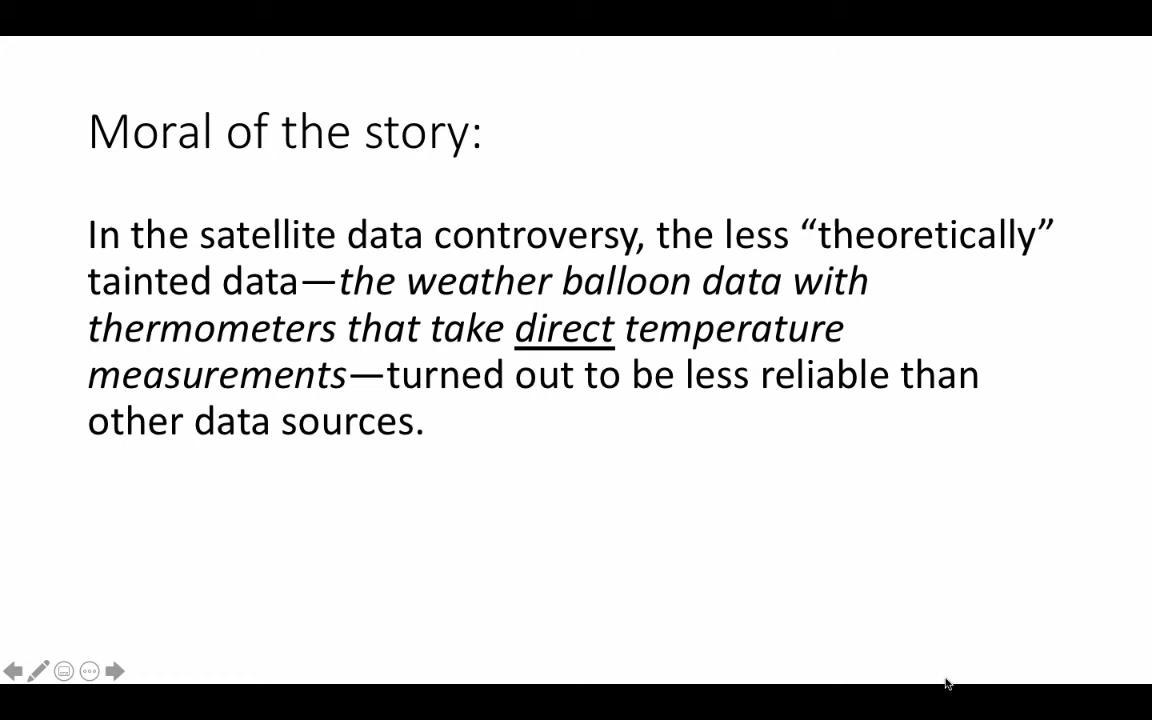 Moral of the story:
In the satellite data controversy, the less “theoretically”
tainted data—the weather balloon data with
thermometers that take direct temperature
measurements—turned out to be less reliable than
other data sources.